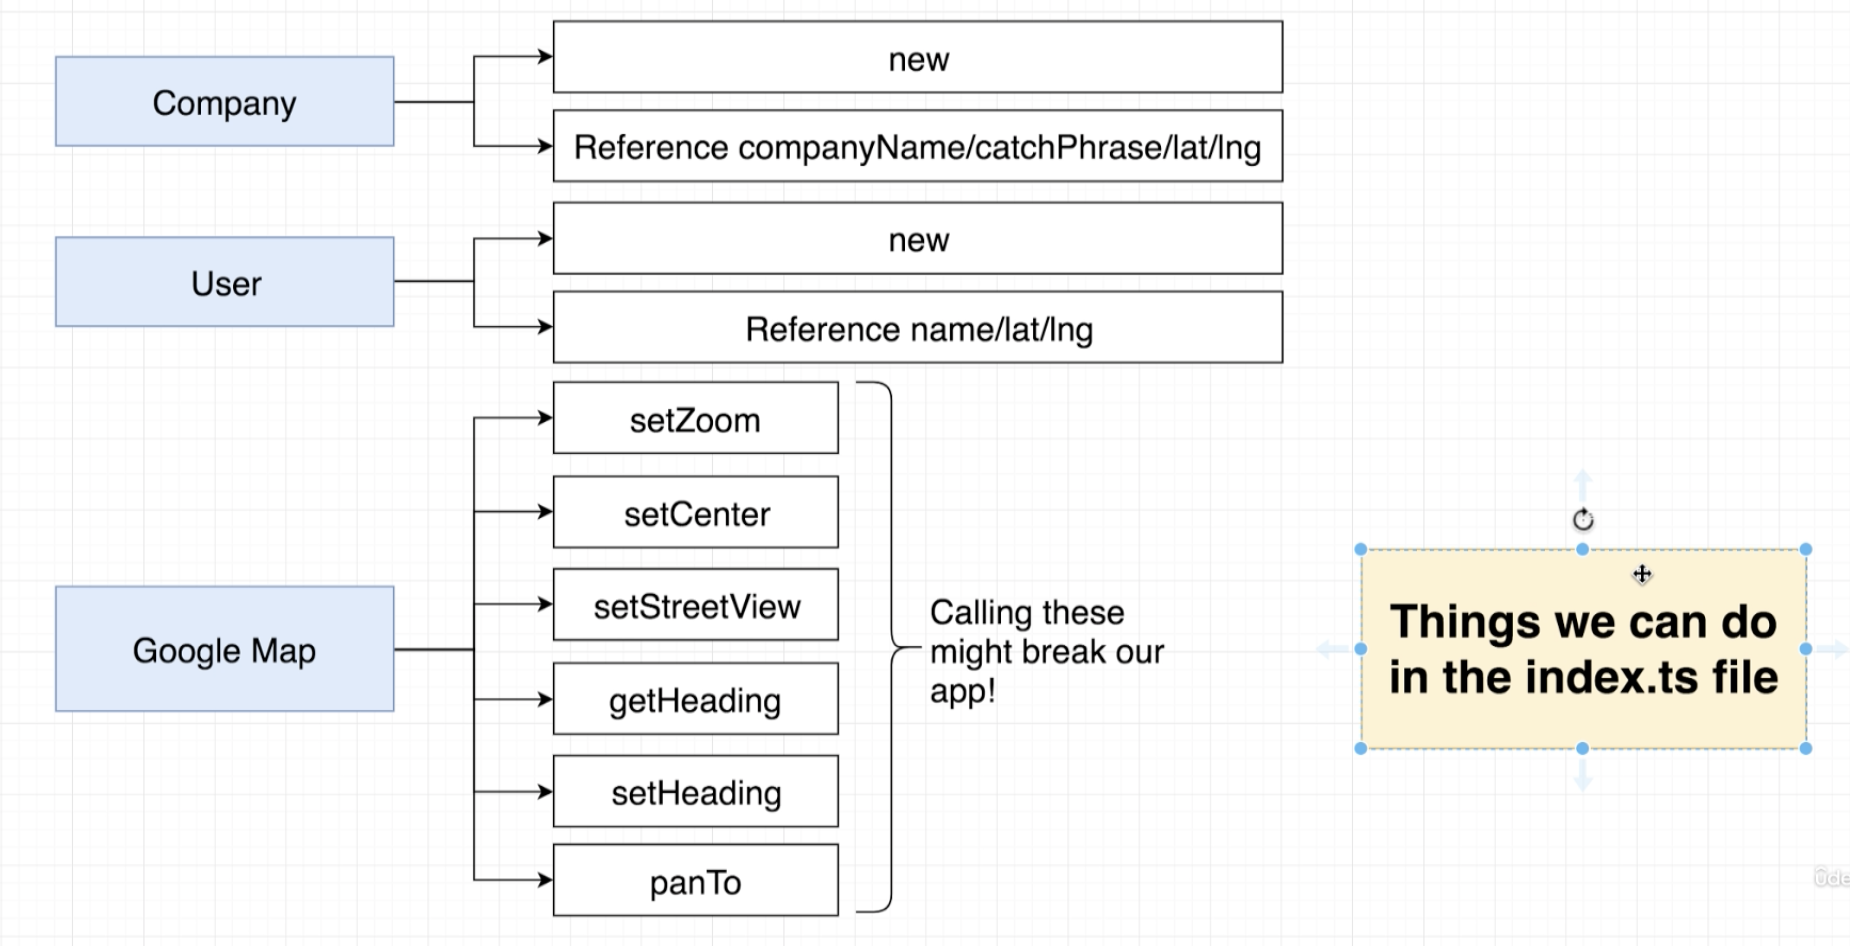 Company
new
Reference companyName/catchPhrase/lat/lng
User
new
Reference name/lat/lng
Google Map
setZoom
setCenter
setStreetView
getHeading
setHeading
panTo
Calling these
might break our
app!
Things we can do
in the index.ts file